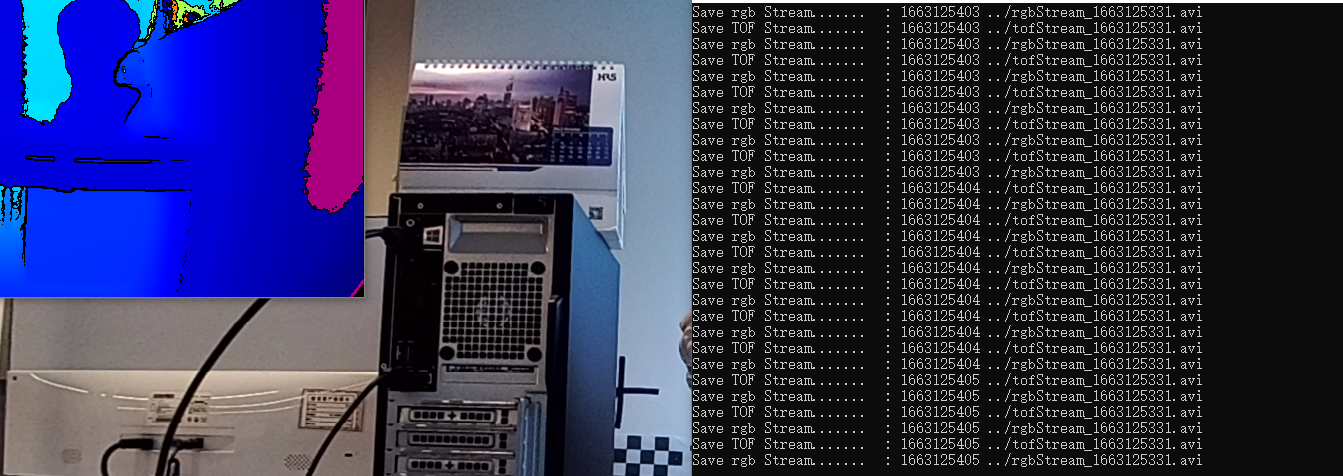 Save rgb Stream.......  : 1663125403 ../rgbStream_1663125331.avi
Save TOF Stream.......  : 1663125403 ../tofStream_1663125331.avi
Save rgb Stream.......  : 1663125403 ../rgbStream_1663125331.avi
Save TOF Stream.......  : 1663125403 ../tofStream_1663125331.avi
Save rgb Stream.......  : 1663125403 ../rgbStream_1663125331.avi
Save TOF Stream.......  : 1663125403 ../tofStream_1663125331.avi
Save rgb Stream.......  : 1663125403 ../rgbStream_1663125331.avi
Save TOF Stream.......  : 1663125403 ../tofStream_1663125331.avi
Save rgb Stream.......  : 1663125403 ../rgbStream_1663125331.avi
Save TOF Stream.......  : 1663125403 ../tofStream_1663125331.avi
Save rgb Stream.......  : 1663125403 ../rgbStream_1663125331.avi
Save TOF Stream.......  : 1663125404 ../tofStream_1663125331.avi
Save rgb Stream.......  : 1663125404 ../rgbStream_1663125331.avi
Save TOF Stream.......  : 1663125404 ../tofStream_1663125331.avi
Save rgb Stream.......  : 1663125404 ../rgbStream_1663125331.avi
Save TOF Stream.......  : 1663125404 ../tofStream_1663125331.avi
Save rgb Stream.......  : 1663125404 ../rgbStream_1663125331.avi
Save TOF Stream.......  : 1663125404 ../tofStream_1663125331.avi
Save rgb Stream.......  : 1663125404 ../rgbStream_1663125331.avi
Save TOF Stream.......  : 1663125404 ../tofStream_1663125331.avi
Save rgb Stream.......  : 1663125404 ../rgbStream_1663125331.avi
Save TOF Stream.......  : 1663125404 ../tofStream_1663125331.avi
Save rgb Stream.......  : 1663125404 ../rgbStream_1663125331.avi
Save TOF Stream.......  : 1663125405 ../tofStream_1663125331.avi
Save rgb Stream.......  : 1663125405 ../rgbStream_1663125331.avi
Save TOF Stream.......  : 1663125405 ../tofStream_1663125331.avi
Save rgb Stream.......  : 1663125405 ../rgbStream_1663125331.avi
Save TOF Stream.......  : 1663125405 ../tofStream_1663125331.avi
Save rgb Stream.......  : 1663125405 ../rgbStream_1663125331.avi